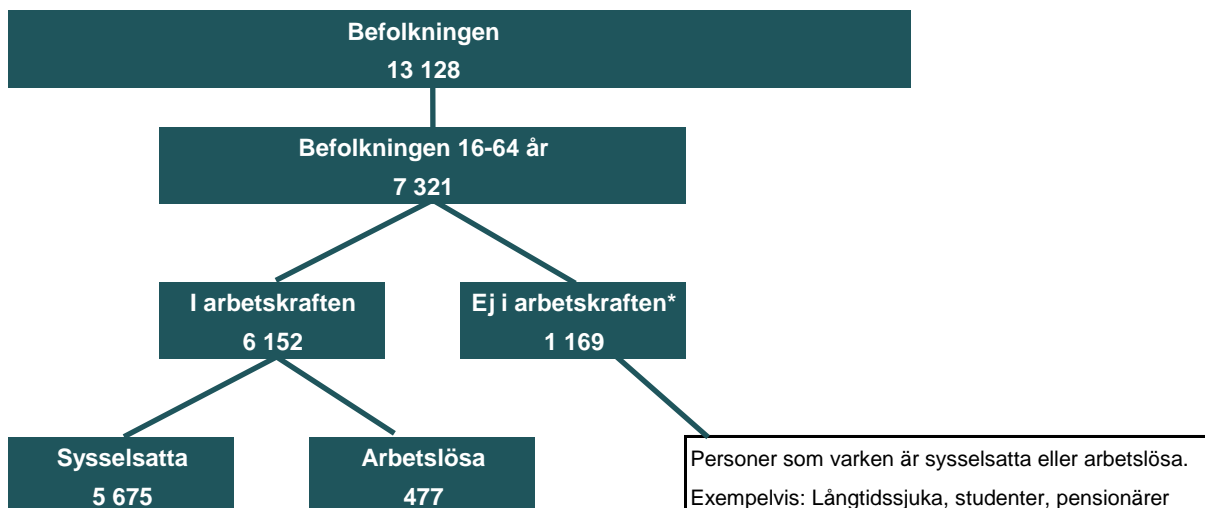 Befolkningen
13 128
Befolkningen 16-64 år
7 321
I arbetskraften
6 152
Ej i arbetskraften*
1 169
Sysselsatta
5 675
Arbetslösa
477
Personer som varken är sysselsatta eller arbetslösa.
Exempelvis: Långtidssjuka, studenter, pensionärer